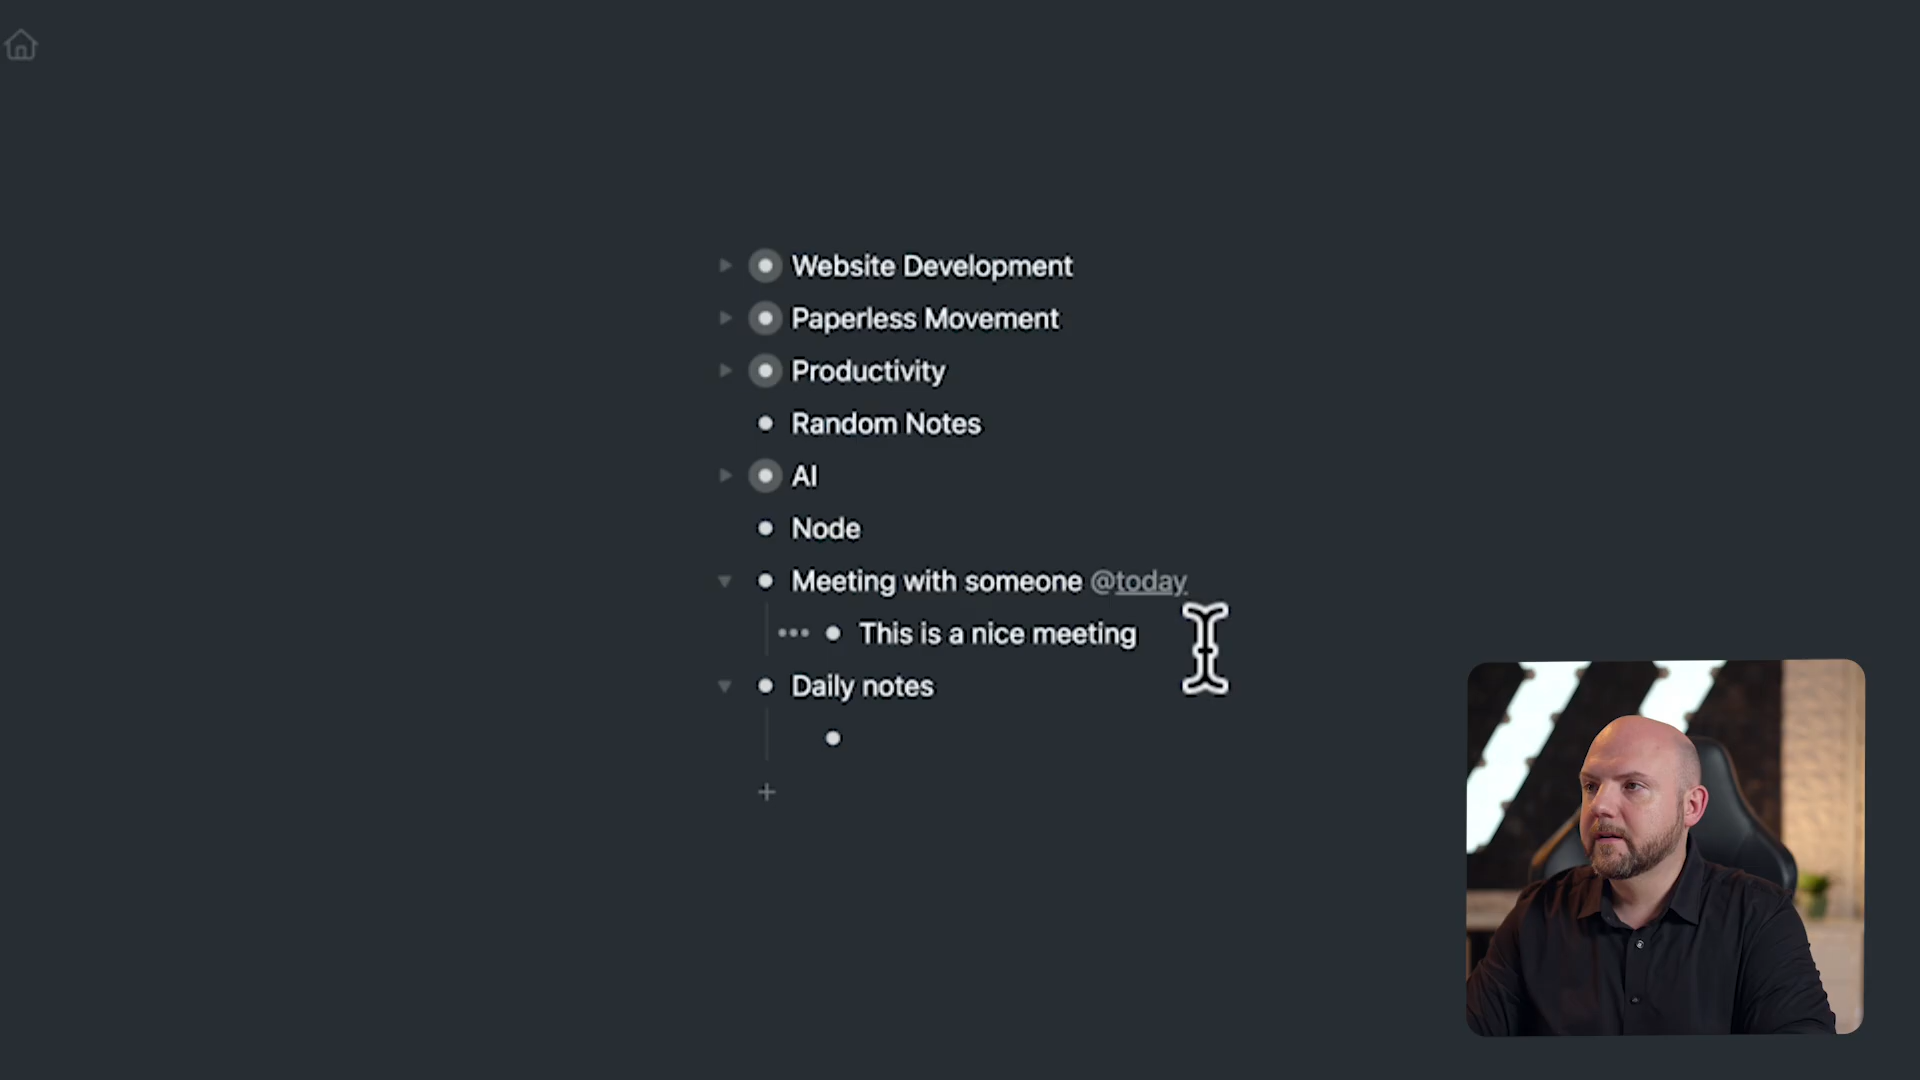 Website Development
Paperless Movement
Productivity
Random Notes
AI
Node
Meeting with someone @today
This is a nice meeting
Daily notes